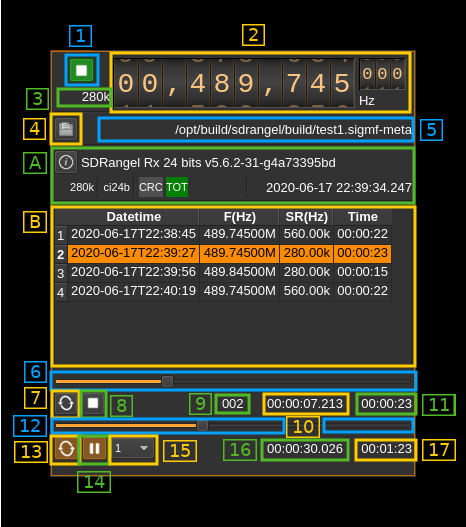 1
2
00,489,745 000
3 280k Hz
4 /opt/build/sdrangel/build/test1.sigmf-meta 5
A SDRangel Rx 24 bits v5.6.2-31-g4a73395bd
280k ci24b CRC TOT 2020-06-17 22:39:34.247
B Datetime F(Hz) SR(Hz) Time
1 2020-06-17T22:38:45 489.74500M 560.00k 00:00:22
2 2020-06-17T22:39:27 489.74500M 280.00k 00:00:23
3 2020-06-17T22:39:56 489.84500M 280.00k 00:00:15
4 2020-06-17T22:40:19 489.74500M 560.00k 00:00:22
6
7 8 9 002 00:00:07.213 00:00:23 11
12 10
13 1 15 16 00:00:30.026 00:01:23 17
14